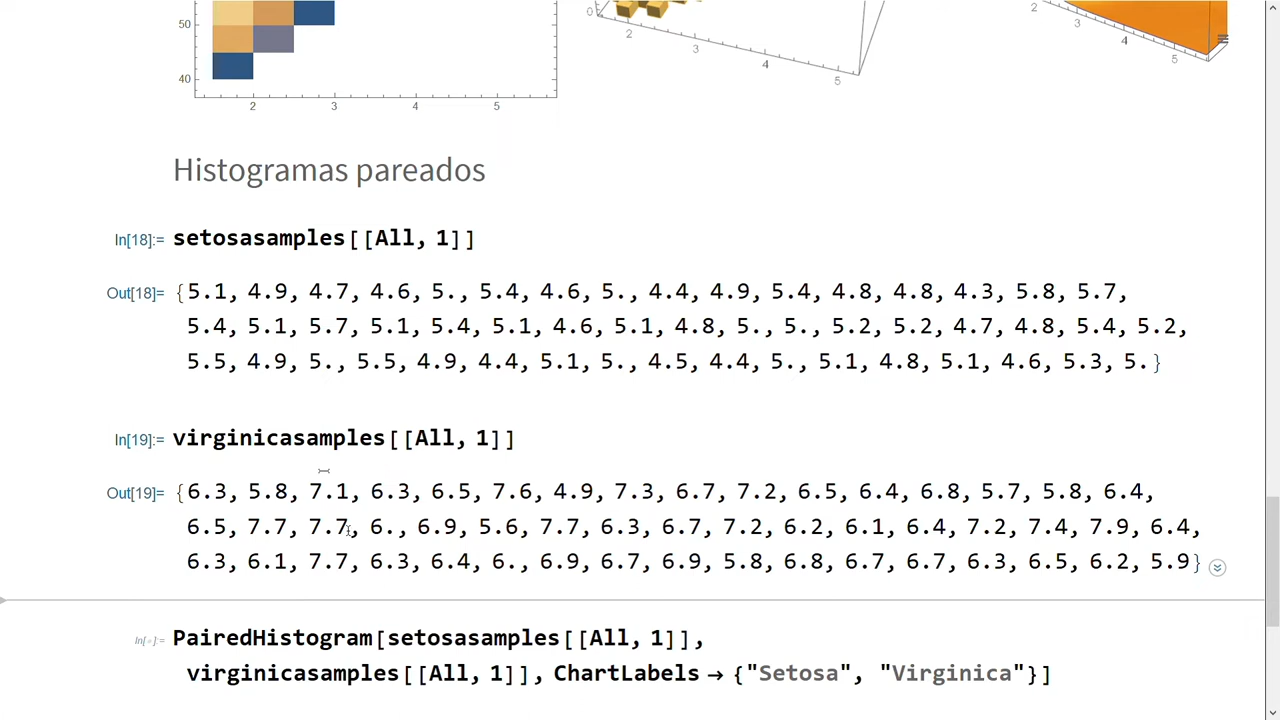 50
40
2 3 4 5
0
2
3
4
5
2
3
4
5
Histogramas pareados
In[18]:= setosasamples[[All, 1]]
Out[18]= {5.1, 4.9, 4.7, 4.6, 5., 5.4, 4.6, 5., 4.4, 4.9, 5.4, 4.8, 4.8, 4.3, 5.8, 5.7,
5.4, 5.1, 5.7, 5.1, 5.4, 5.1, 4.6, 5.1, 4.8, 5., 5., 5.2, 5.2, 4.7, 4.8, 5.4, 5.2,
5.5, 4.9, 5., 5.5, 4.9, 4.4, 5.1, 5., 4.5, 4.4, 5., 5.1, 4.8, 5.1, 4.6, 5.3, 5.}
In[19]:= virginicasamples[[All, 1]]
Out[19]= {6.3, 5.8, 7.1, 6.3, 6.5, 7.6, 4.9, 7.3, 6.7, 7.2, 6.5, 6.4, 6.8, 5.7, 5.8, 6.4,
6.5, 7.7, 7.7, 6., 6.9, 5.6, 7.7, 6.3, 6.7, 7.2, 6.2, 6.1, 6.4, 7.2, 7.4, 7.9, 6.4,
6.3, 6.1, 7.7, 6.3, 6.4, 6., 6.9, 6.7, 6.9, 5.8, 6.8, 6.7, 6.7, 6.3, 6.5, 6.2, 5.9}
In[◦]:= PairedHistogram[setosasamples[[All, 1]],
virginicasamples[[All, 1]], ChartLabels → {"Setosa", "Virginica"}]